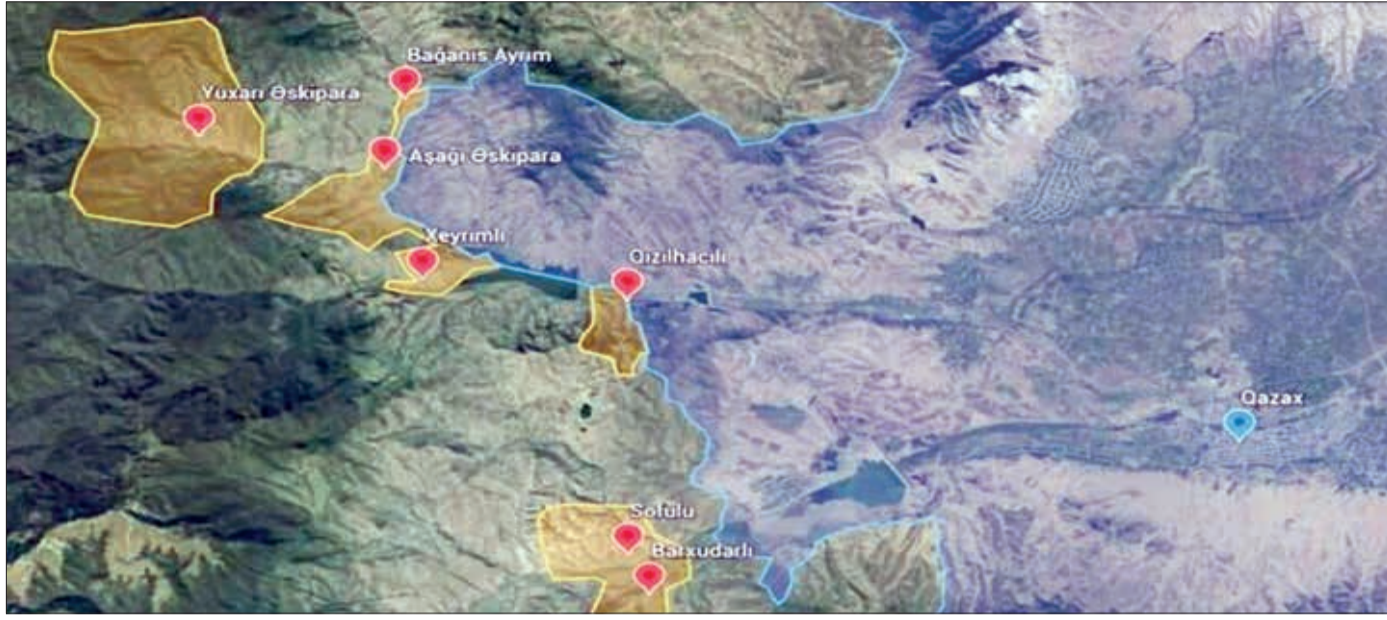 Bağanis Ayrım
Yuxarı Əskipara
Aşağı Əskipara
Xeyrimli
Qızılhacılı
Qazax
Sofulu
Barxudarlı